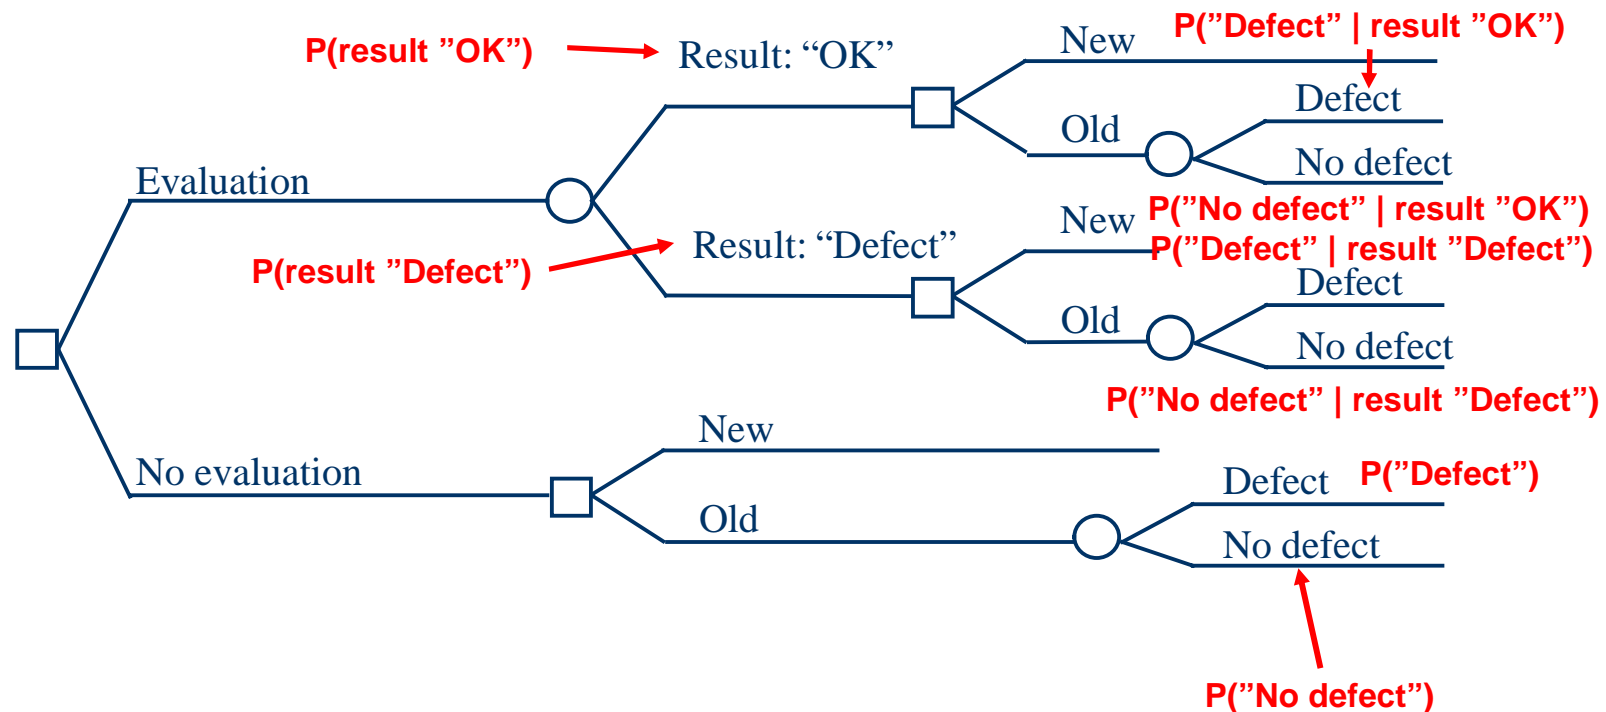 P(result ”OK”)
Result: “OK”
New
P(”Defect” | result ”OK”)
Old
Defect
No defect
Evaluation
P(result ”Defect”)
Result: “Defect”
New
P(”No defect” | result ”OK”)
P(”Defect” | result ”Defect”)
Old
Defect
No defect
P(”No defect” | result ”Defect”)
No evaluation
New
Old
Defect
P(”Defect”)
No defect
P(”No defect”)